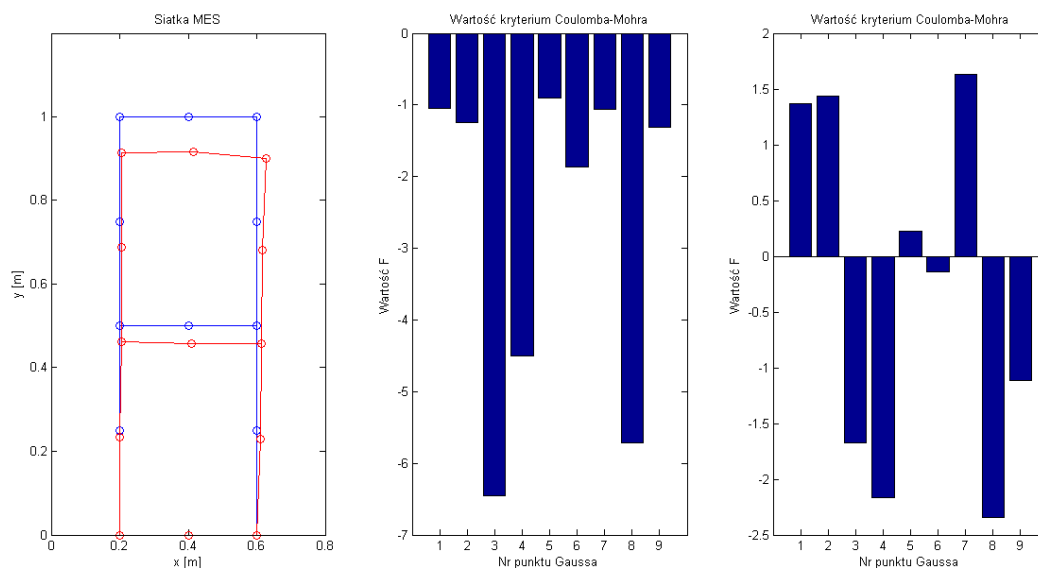 Siatka MES
y [m]
1
0.8
0.6
0.4
0.2
0
0 0.2 0.4 0.6 0.8
x [m]
Wartość kryterium Coulomba-Mohra
Wartość F
0
-1
-2
-3
-4
-5
-6
-7
1 2 3 4 5 6 7 8 9
Nr punktu Gaussa
Wartość kryterium Coulomba-Mohra
Wartość F
2
1.5
1
0.5
0
-0.5
-1
-1.5
-2
-2.5
1 2 3 4 5 6 7 8 9
Nr punktu Gaussa